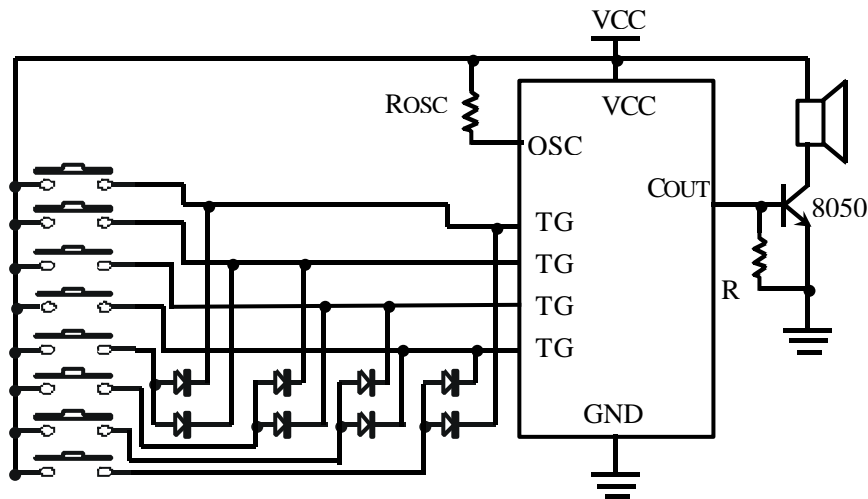 VCC
ROSC
VCC
OSC
COUT
8050
TG
TG
TG
R
TG
GND